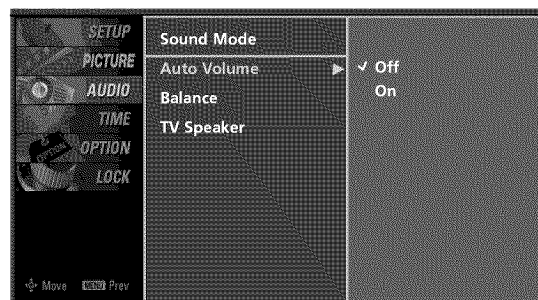 SETUP
PICTURE
AUDIO
TIME
OPTION
LOCK
Move MENU Prev
Sound Mode
Auto Volume
Balance
TV Speaker
Off
On